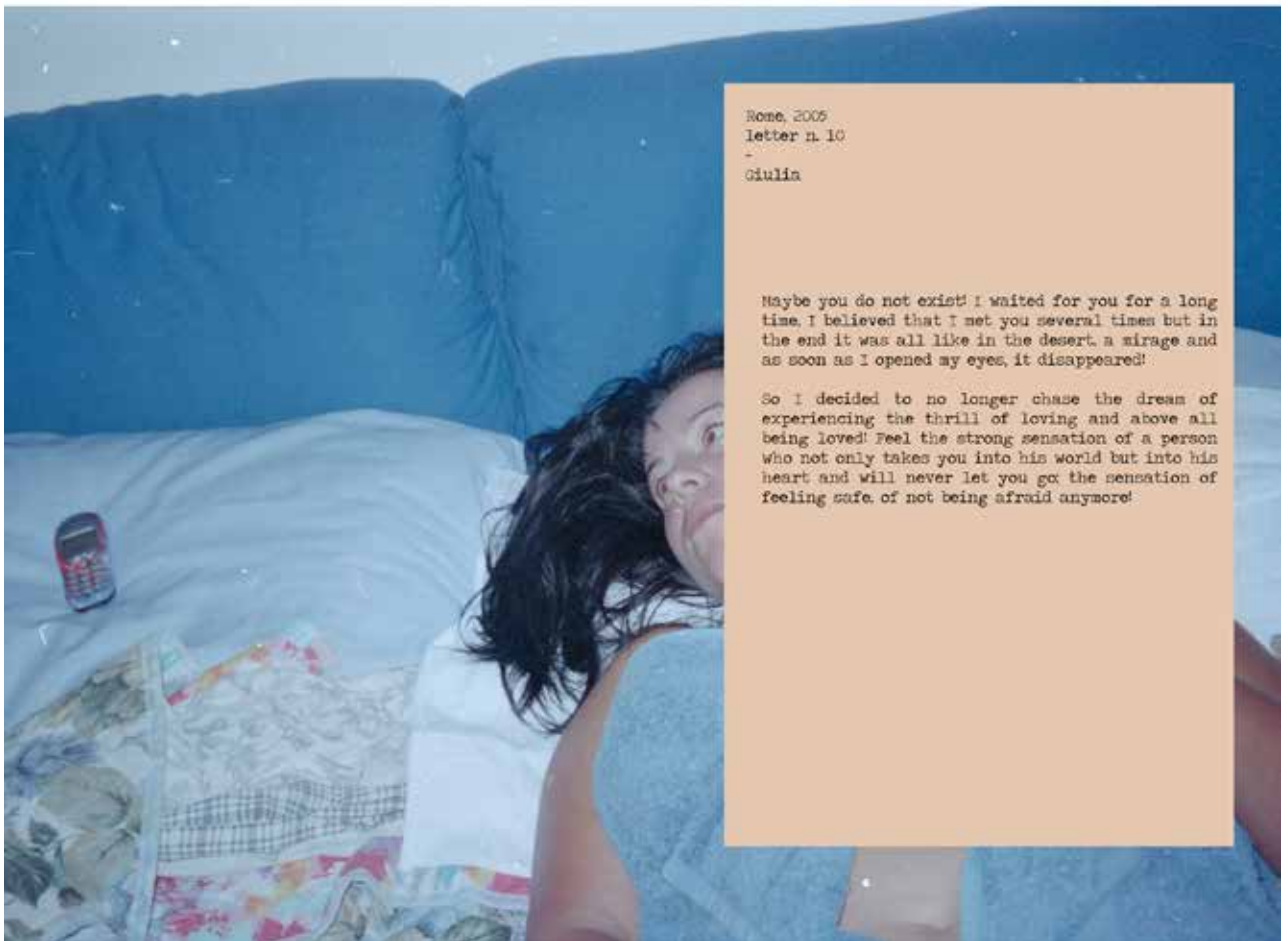 Rome, 2005
letter n. 10
-
Giulia
Maybe you do not exist! I waited for you for a long
time, I believed that I met you several times but in
the end it was all like in the desert, a mirage and
as soon as I opened my eyes, it disappeared!
So I decided to no longer chase the dream of
experiencing the thrill of loving and above all
being loved! Feel the strong sensation of a person
who not only takes you into his world but into his
heart and will never let you go: the sensation of
feeling safe, of not being afraid anymore!